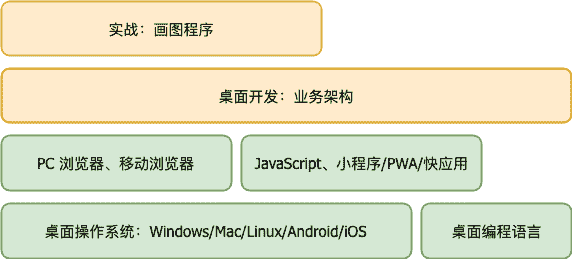 实战：画图程序
桌面开发：业务架构
PC 浏览器、移动浏览器
JavaScript、小程序/PWA/快应用
桌面操作系统：Windows/Mac/Linux/Android/iOS
桌面编程语言